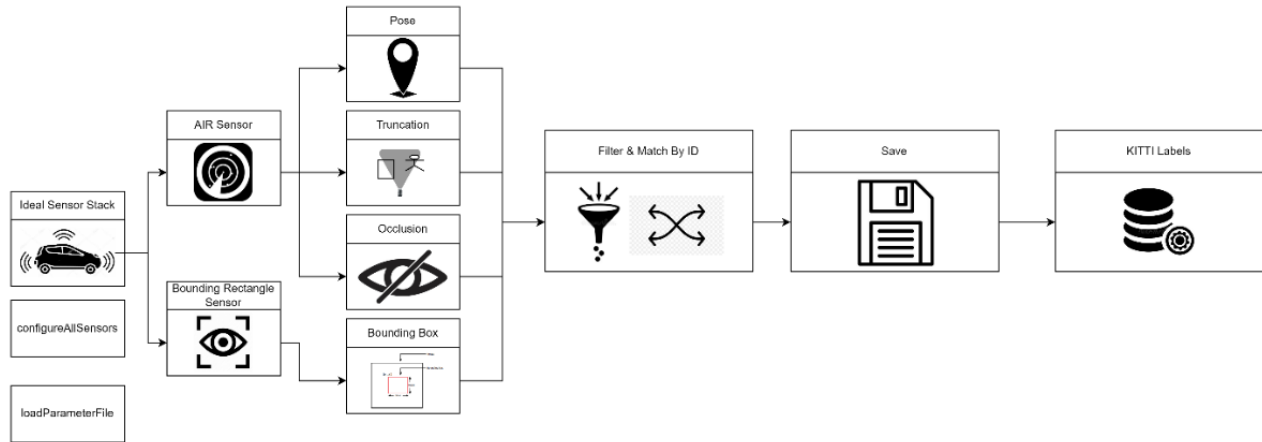 Pose
AIR Sensor
Truncation
Filter & Match By ID
Save
KITTI Labels
Ideal Sensor Stack
Occlusion
Bounding Rectangle
Sensor
configureAllSensors
Bounding Box
loadParameterFile